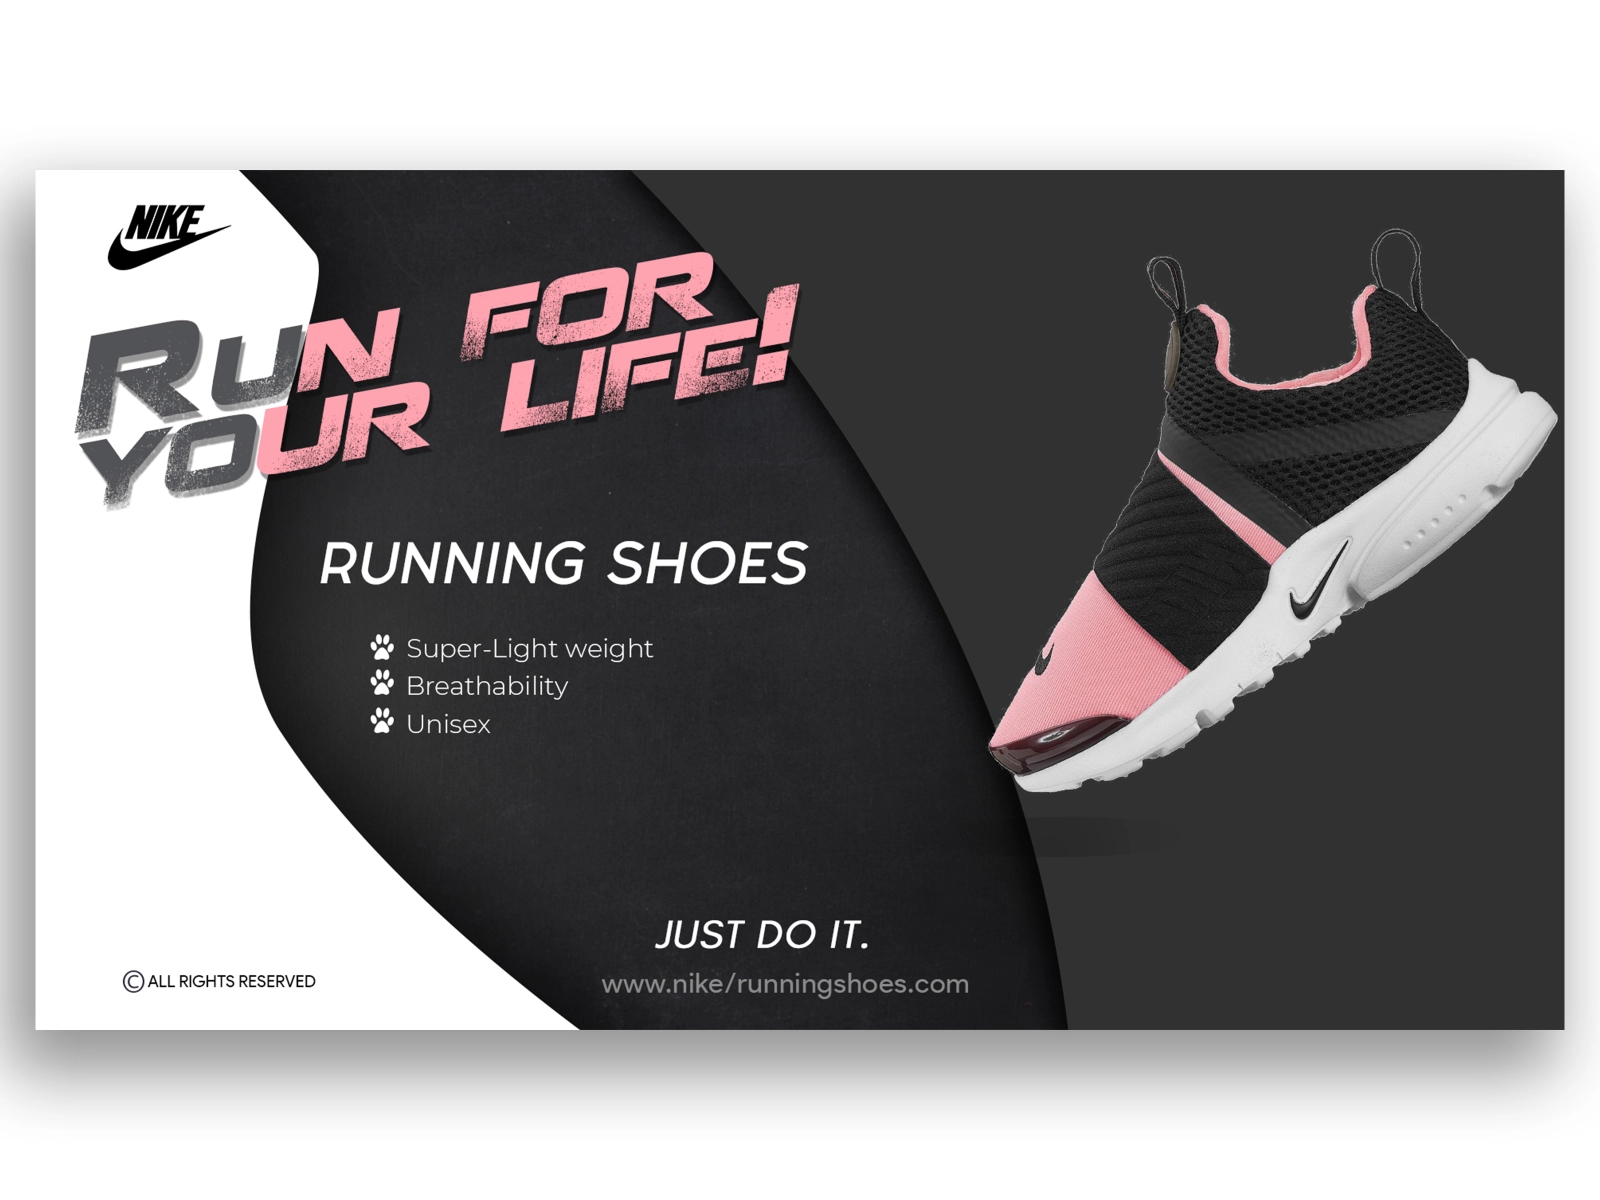 NIKE
RUN FOR
YOUR LIFE!
RUNNING SHOES
Super-Light weight
Breathability
Unisex
JUST DO IT.
www.nike/runningshoes.com
© ALL RIGHTS RESERVED